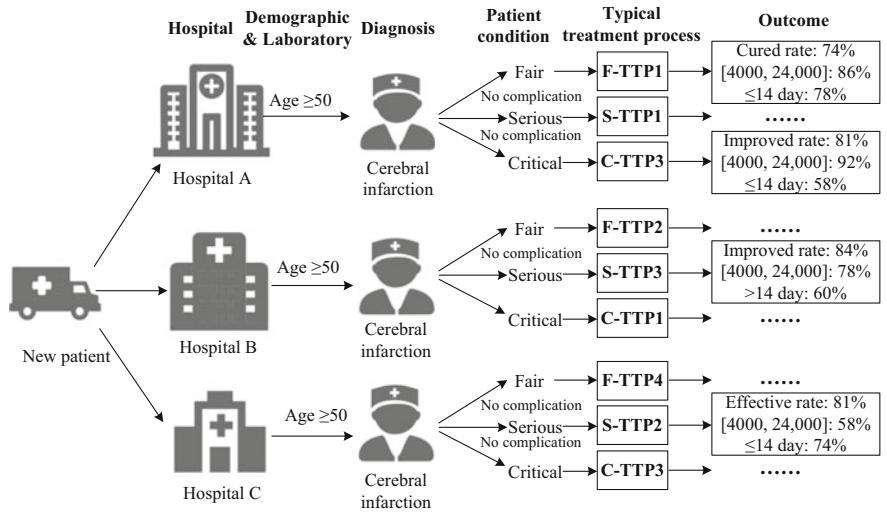 Hospital
Demographic
& Laboratory
Diagnosis
Patient
condition
Typical
treatment process
Outcome
New patient
Hospital A
Age ≥50
Cerebral
infarction
Fair
No complication
Serious
No complication
Critical
F-TTP1
S-TTP1
C-TTP3
Cured rate: 74%
[4000, 24,000]: 86%
≤14 day: 78%
......
Improved rate: 81%
[4000, 24,000]: 92%
≤14 day: 58%
Hospital B
Age ≥50
Cerebral
infarction
Fair
No complication
Serious
Critical
F-TTP2
S-TTP3
C-TTP1
......
Improved rate: 84%
[4000, 24,000]: 78%
>14 day: 60%
......
Hospital C
Age ≥50
Cerebral
infarction
Fair
No complication
Serious
No complication
Critical
F-TTP4
S-TTP2
C-TTP3
......
Effective rate: 81%
[4000, 24,000]: 58%
≤14 day: 74%
......